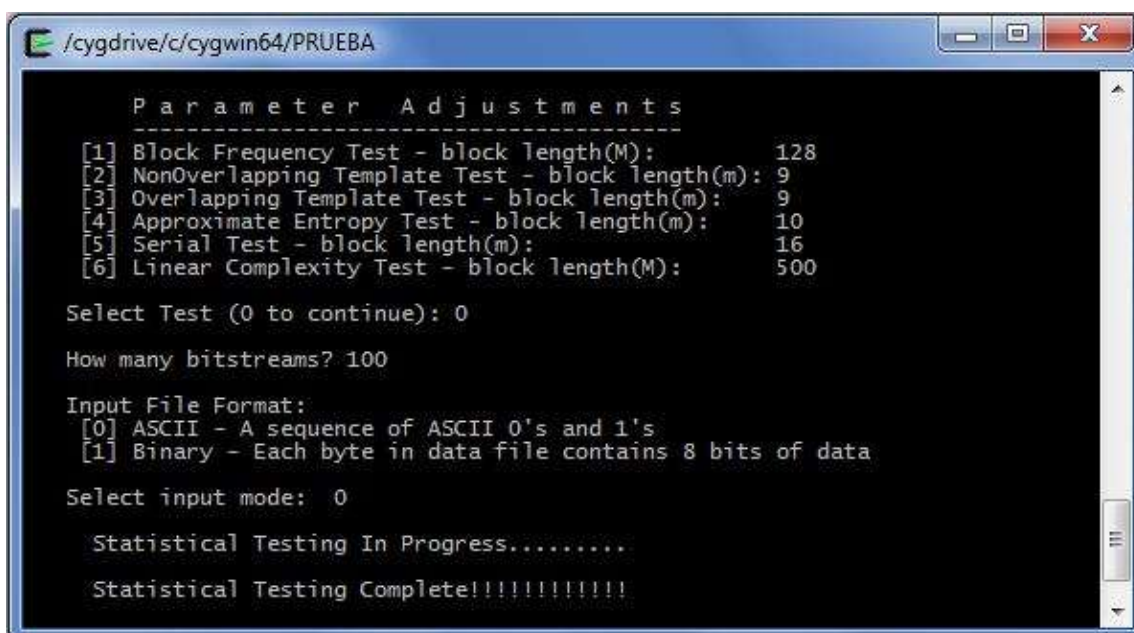 /cygdrive/c/cygwin64/PRUEBA
P a r a m e t e r   A d j u s t m e n t s
-----------------------------------------
[1] Block Frequency Test - block length(M):         128
[2] NonOverlapping Template Test - block length(m): 9
[3] Overlapping Template Test - block length(m):    9
[4] Approximate Entropy Test - block length(m):     10
[5] Serial Test - block length(m):                  16
[6] Linear Complexity Test - block length(M):       500
Select Test (0 to continue): 0
How many bitstreams? 100
Input File Format:
[0] ASCII - A sequence of ASCII 0's and 1's
[1] Binary - Each byte in data file contains 8 bits of data
Select input mode:  0
Statistical Testing In Progress.........
Statistical Testing Complete!!!!!!!!!!!!